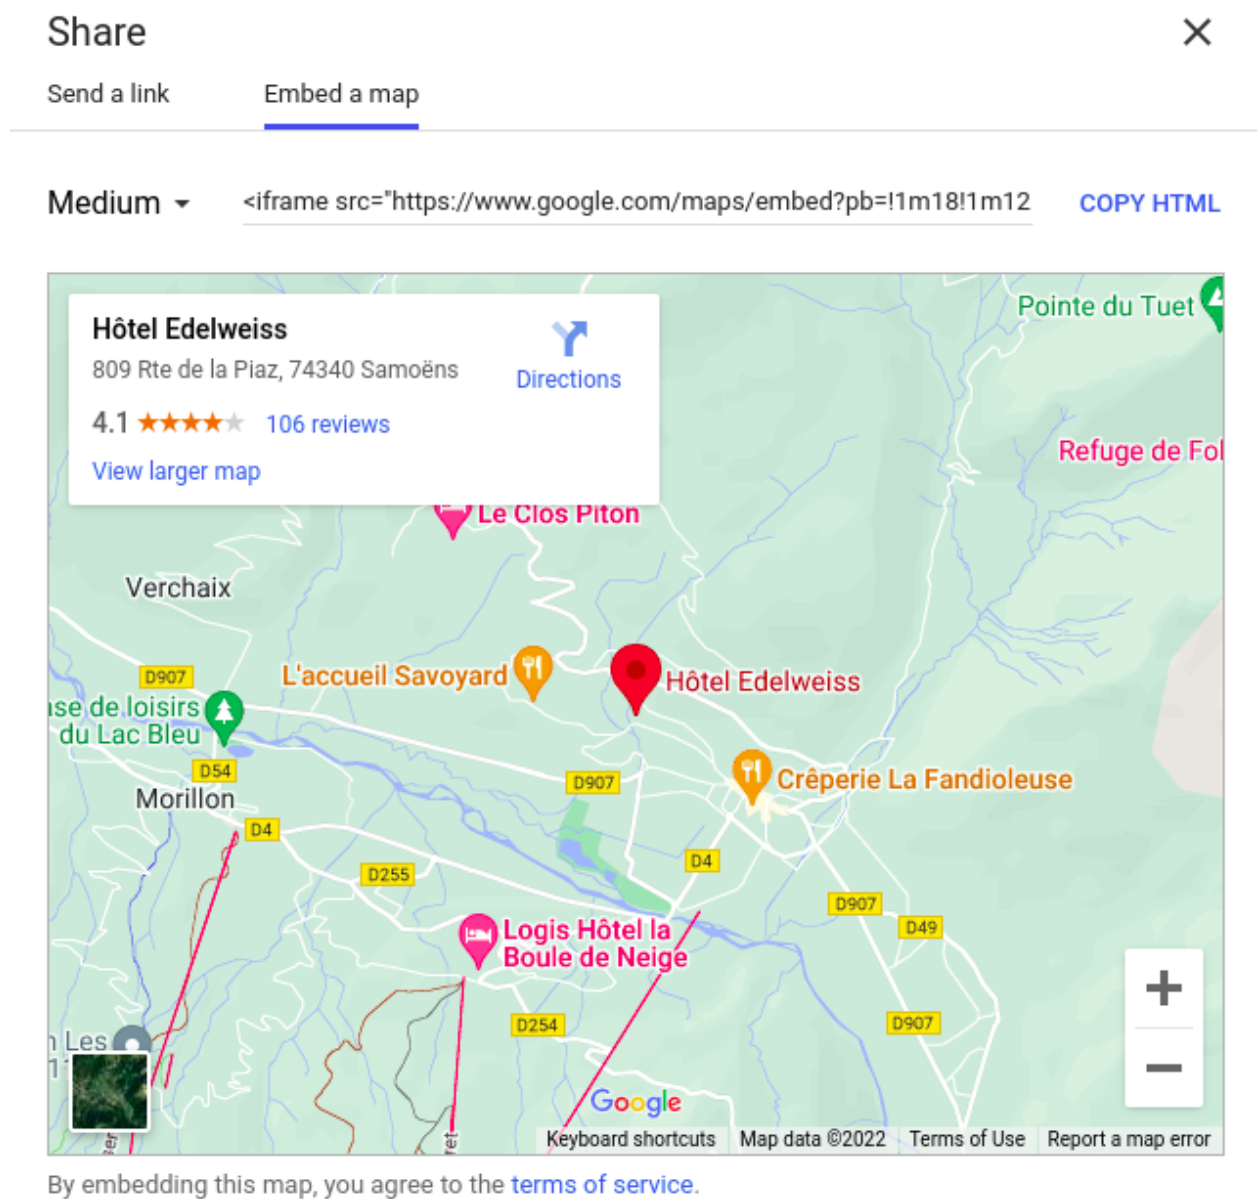 Share
Send a link
Embed a map
Medium
<iframe src="https://www.google.com/maps/embed?pb=!1m18!1m12
COPY HTML
Hôtel Edelweiss
809 Rte de la Piaz, 74340 Samoëns
Directions
4.1
106 reviews
View larger map
Pointe du Tuet
Refuge de Fol
Le Clos Piton
Verchaix
D907
L'accueil Savoyard
Hôtel Edelweiss
ase de loisirs
du Lac Bleu
D54
D907
Crêperie La Fandioleuse
Morillon
D4
D4
D255
D907
D49
Logis Hôtel la
Boule de Neige
D254
D907
n Les
Google
Keyboard shortcuts
Map data ©2022
Terms of Use
Report a map error
By embedding this map, you agree to the terms of service.